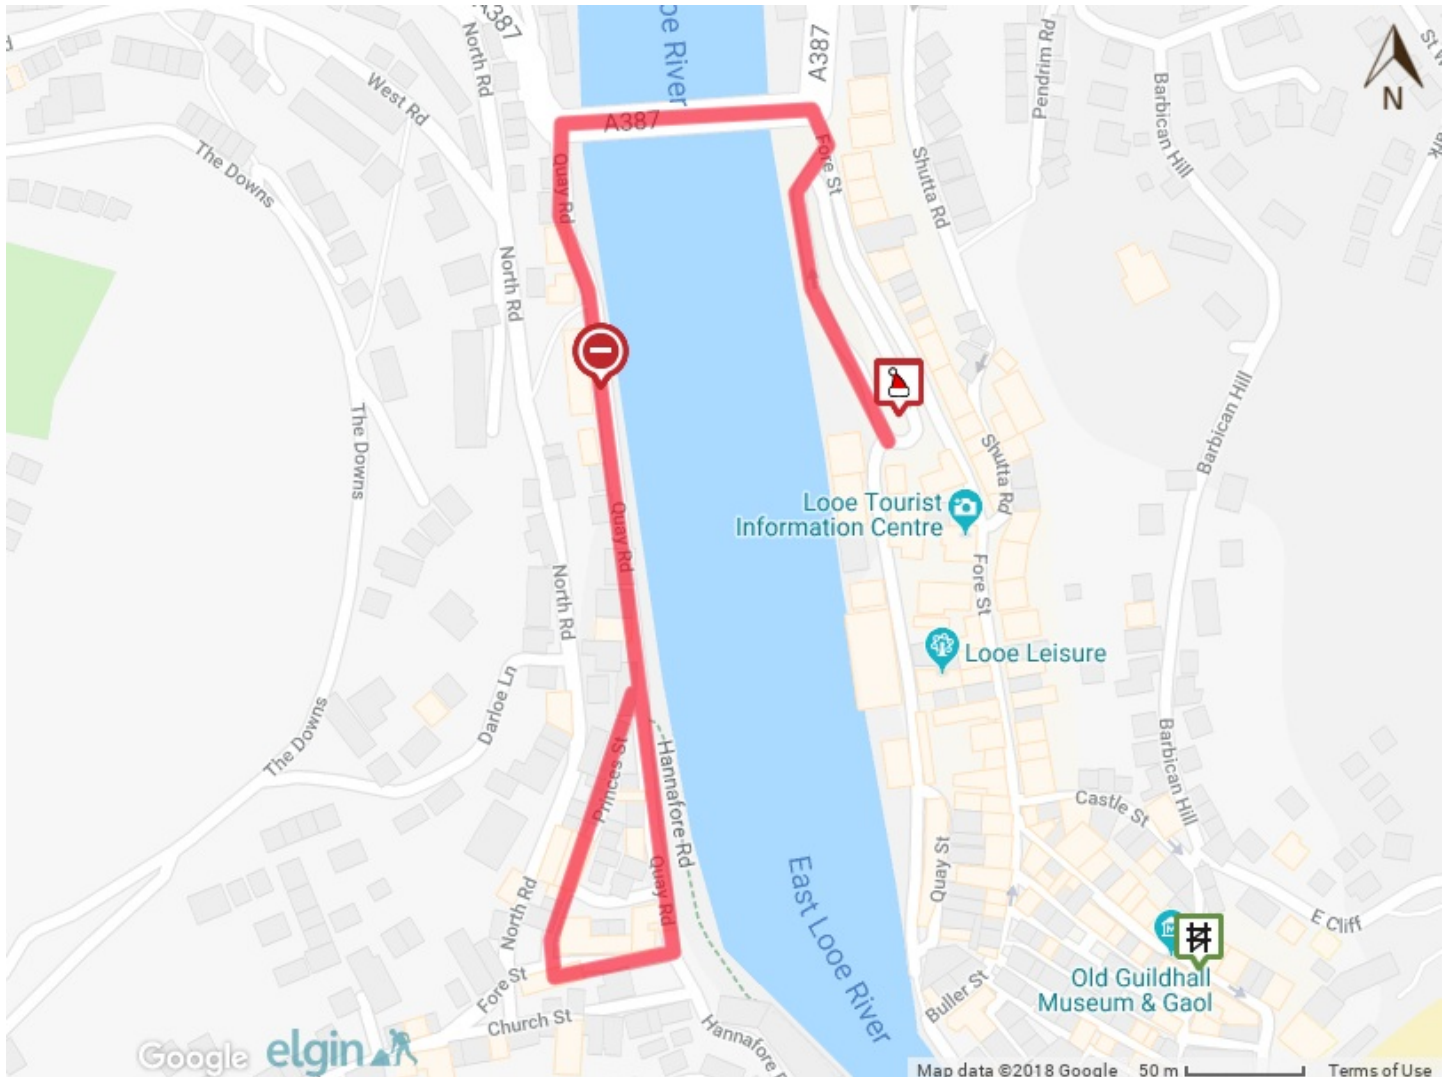 A387
North Rd
West Rd
The Downs
Looe River
A387
A387
Quay Rd
Fore St
Shutta Rd
Pendrim Rd
Barbican Hill
St W
N
The Downs
North Rd
Quay Rd
North Rd
Shutta Rd
Barbican Hill
Looe Tourist
Information Centre
Fore St
Looe Leisure
Darloe Ln
The Downs
Princes St
Hannafore Rd
Quay Rd
North Rd
Fore St
Church St
Hannafore R
East Looe River
Quay St
Castle St
Barbican Hill
E Cliff
Buller St
Old Guildhall
Museum & Gaol
Google
elgin
Map data ©2018 Google
50 m
Terms of Use